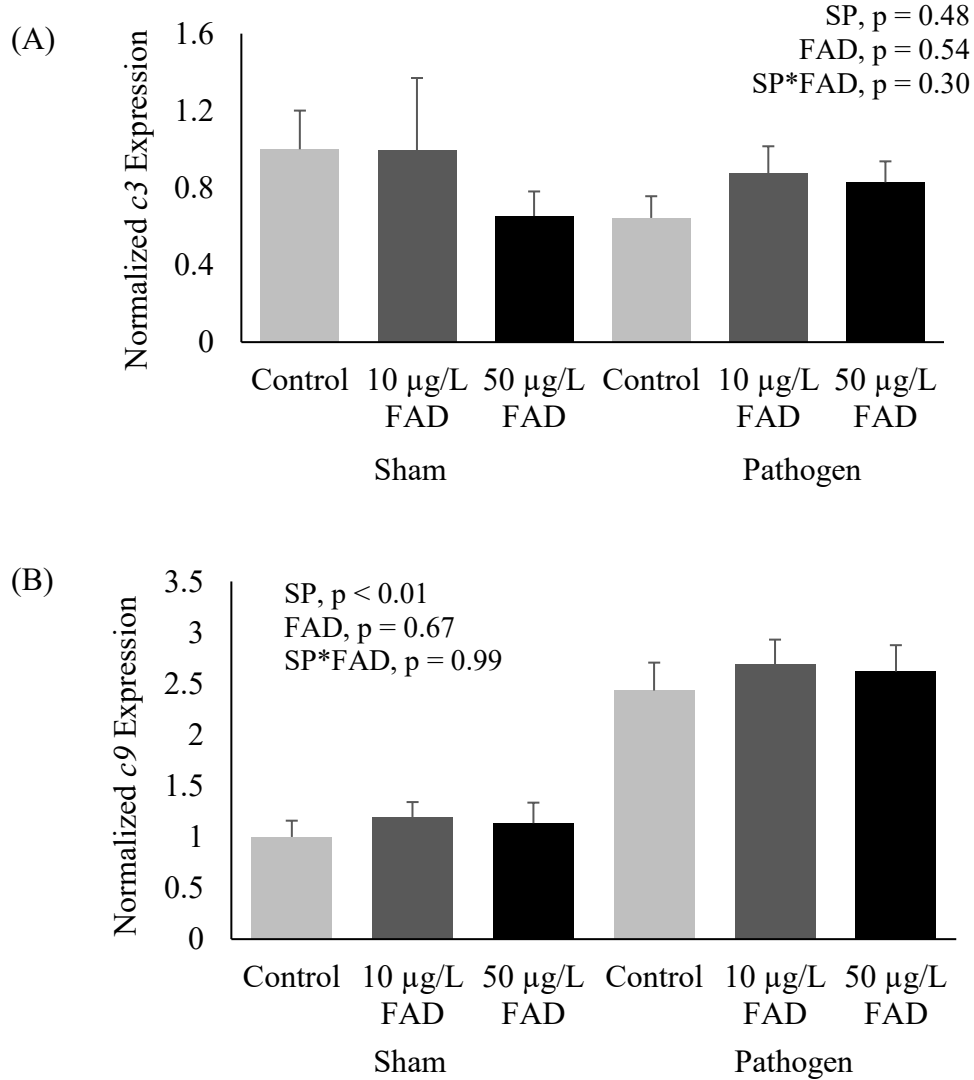 (A)
SP, p = 0.48
FAD, p = 0.54
SP*FAD, p = 0.30
Normalized c3 Expression
1.6
1.2
0.8
0.4
0
Control 10 µg/L 50 µg/L Control 10 µg/L 50 µg/L
FAD FAD FAD FAD
Sham Pathogen
(B)
SP, p < 0.01
FAD, p = 0.67
SP*FAD, p = 0.99
Normalized c9 Expression
3.5
3
2.5
2
1.5
1
0.5
0
Control 10 µg/L 50 µg/L Control 10 µg/L 50 µg/L
FAD FAD FAD FAD
Sham Pathogen